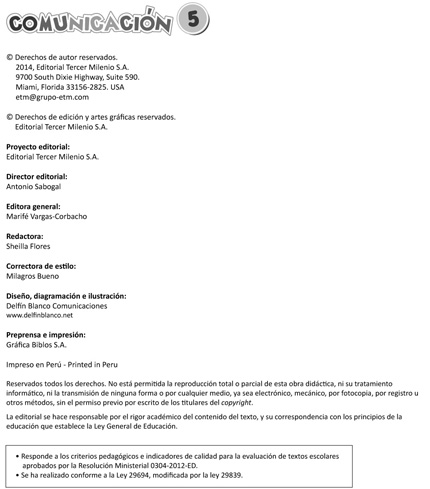 COMUNICACIÓN 5
© Derechos de autor reservados.
2014, Editorial Tercer Milenio S.A.
9700 South Dixie Highway, Suite 590.
Miami, Florida 33156-2825. USA
etm@grupo-etm.com
© Derechos de edición y artes gráficas reservados.
Editorial Tercer Milenio S.A.
Proyecto editorial:
Editorial Tercer Milenio S.A.
Director editorial:
Antonio Sabogal
Editora general:
Marifé Vargas-Corbacho
Redactora:
Sheilla Flores
Correctora de estilo:
Milagros Bueno
Diseño, diagramación e ilustración:
Delfín Blanco Comunicaciones
www.delfinblanco.net
Preprensa e impresión:
Gráfica Biblos S.A.
Impreso en Perú - Printed in Peru
Reservados todos los derechos. No está permitida la reproducción total o parcial de esta obra didáctica, ni su tratamiento
informático, ni la transmisión de ninguna forma o por cualquier medio, ya sea electrónico, mecánico, por fotocopia, por registro u
otros métodos, sin el permiso previo por escrito de los titulares del copyright.
La editorial se hace responsable por el rigor académico del contenido del texto, y su correspondencia con los principios de la
educación que establece la Ley General de Educación.
• Responde a los criterios pedagógicos e indicadores de calidad para la evaluación de textos escolares
aprobados por la Resolución Ministerial 0304-2012-ED.
• Se ha realizado conforme a la Ley 29694, modificada por la ley 29839.